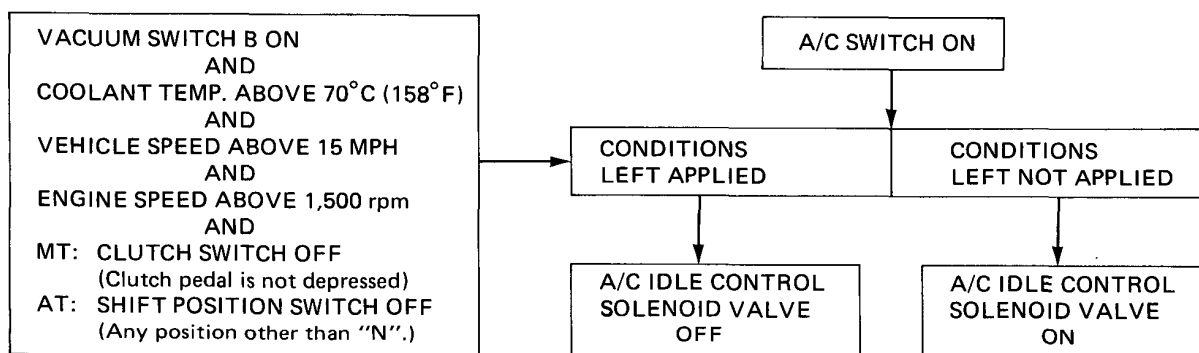 VACUUM SWITCH B ON
AND
COOLANT TEMP. ABOVE 70°C (158°F)
AND
VEHICLE SPEED ABOVE 15 MPH
AND
ENGINE SPEED ABOVE 1,500 rpm
AND
MT: CLUTCH SWITCH OFF
(Clutch pedal is not depressed)
AT: SHIFT POSITION SWITCH OFF
(Any position other than "N".)
A/C SWITCH ON
CONDITIONS
LEFT APPLIED
CONDITIONS
LEFT NOT APPLIED
A/C IDLE CONTROL
SOLENOID VALVE
OFF
A/C IDLE CONTROL
SOLENOID VALVE
ON